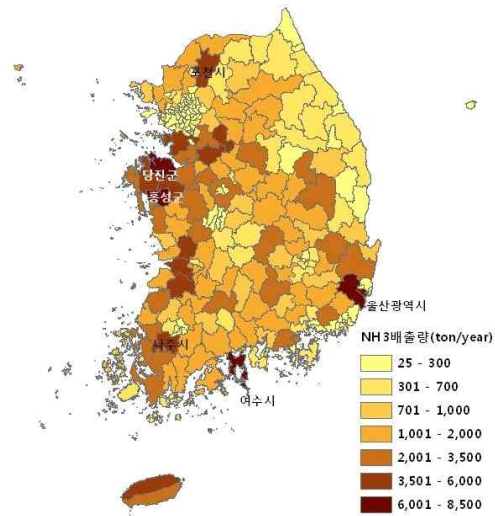 포천시
당진군
홍성군
울산광역시
나주시
여수시
NH3배출량(ton/year)
25 - 300
301 - 700
701 - 1,000
1,001 - 2,000
2,001 - 3,500
3,501 - 6,000
6,001 - 8,500